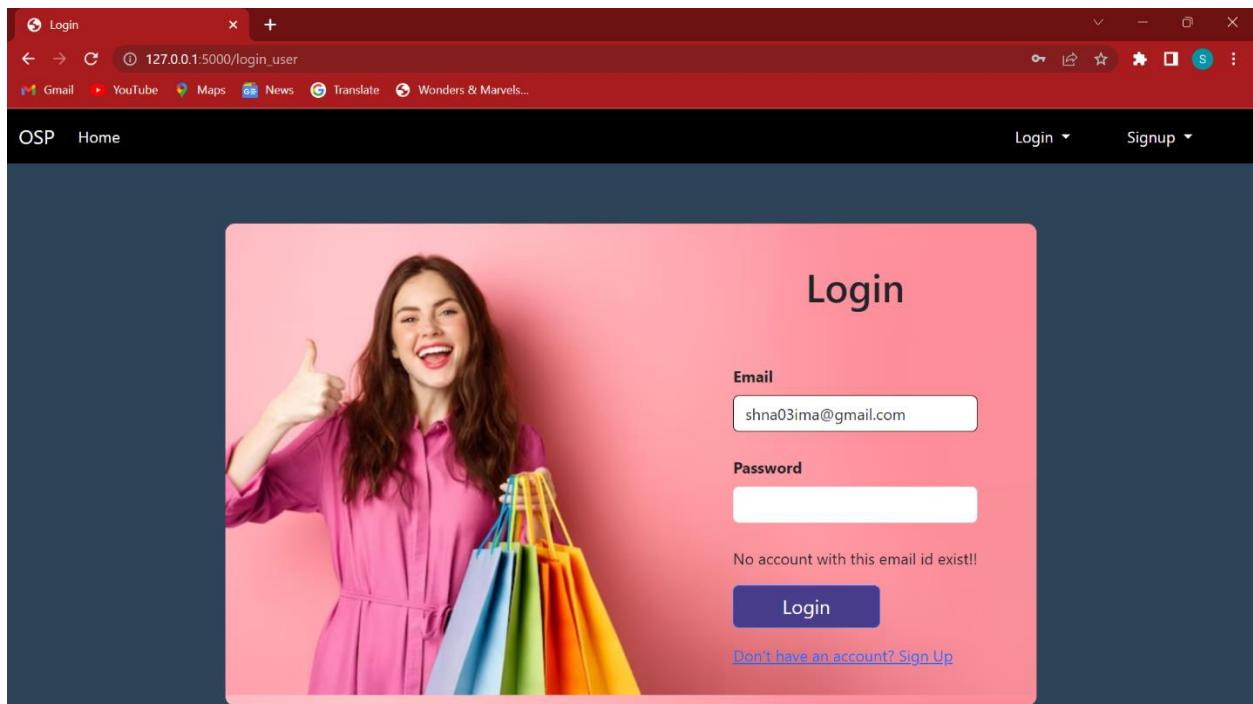 Login
127.0.0.1:5000/login_user
S
Gmail YouTube Maps News Translate Wonders & Marvels...
OSP Home Login Signup
Login
Email
shna03ima@gmail.com
Password
No account with this email id exist!!
Login
Don't have an account? Sign Up